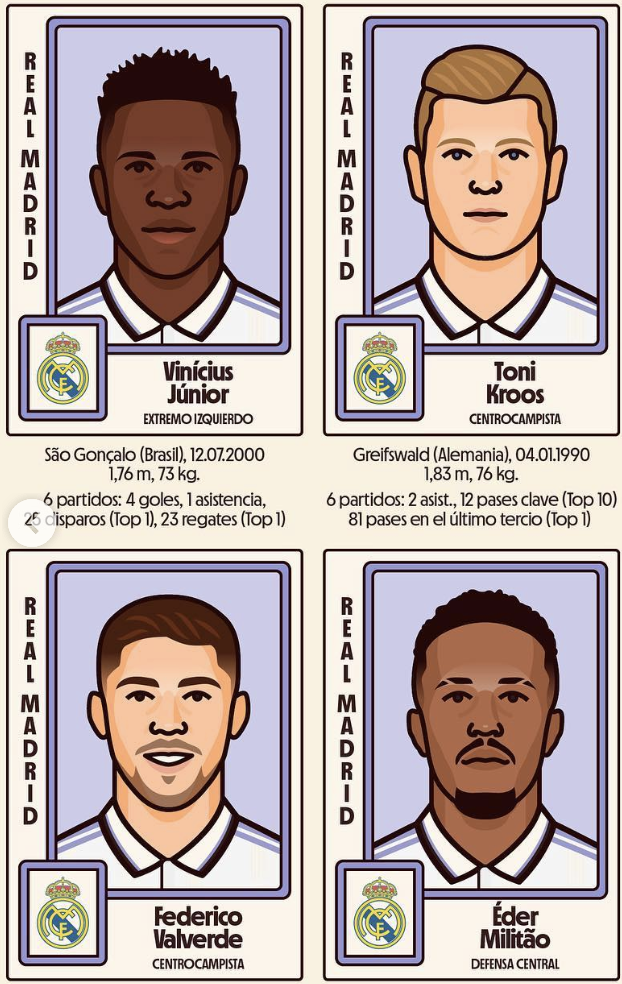 REAL MADRID
Vinícius
Júnior
EXTREMO IZQUIERDO
São Gonçalo (Brasil), 12.07.2000
1,76 m, 73 kg.
6 partidos: 4 goles, 1 asistencia,
26 disparos (Top 1), 23 regates (Top 1)
REAL MADRID
Toni
Kroos
CENTROCAMPISTA
Greifswald (Alemania), 04.01.1990
1,83 m, 76 kg.
6 partidos: 2 asist., 12 pases clave (Top 10)
81 pases en el último tercio (Top 1)
REAL MADRID
Federico
Valverde
CENTROCAMPISTA
REAL MADRID
Éder
Militão
DEFENSA CENTRAL